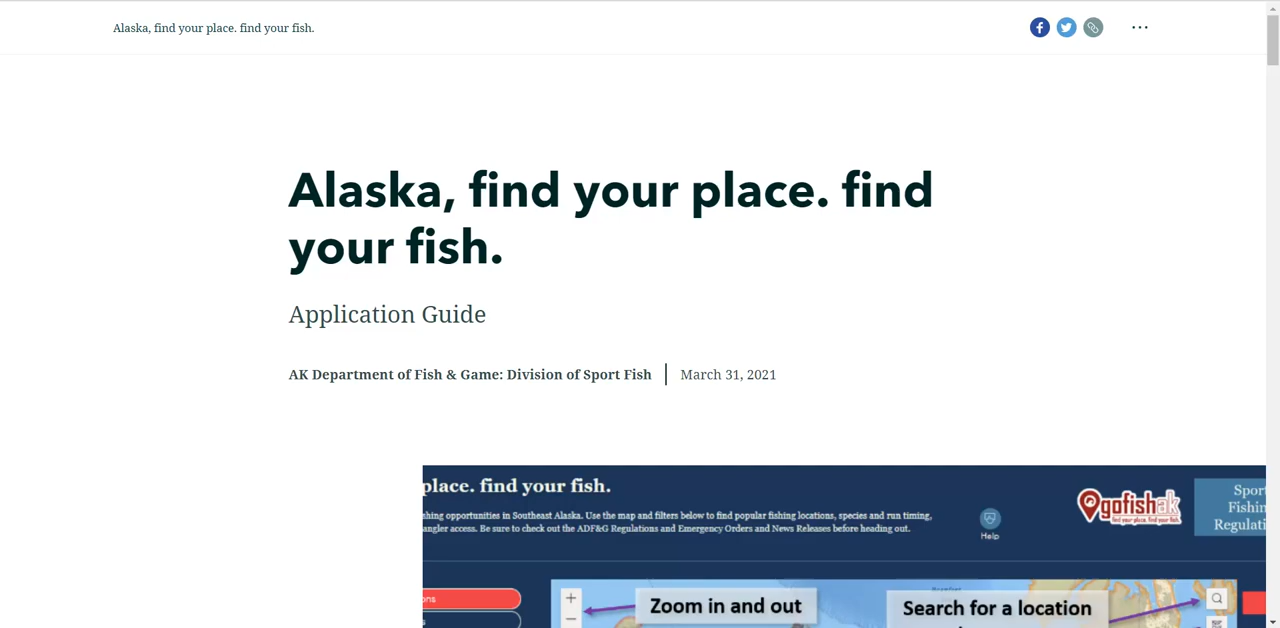 Alaska, find your place. find your fish.
Alaska, find your place. find
your fish.
Application Guide
AK Department of Fish & Game: Division of Sport Fish
March 31, 2021
place. find your fish.
shing opportunities in Southeast Alaska. Use the map and filters below to find popular fishing locations, species and run timing,
angler access. Be sure to check out the ADF&G Regulations and Emergency Orders and News Releases before heading out.
Help
gofishak
find your place. find your fish.
Sport
Fishin
Regulati
ons
s
Zoom in and out
Search for a location